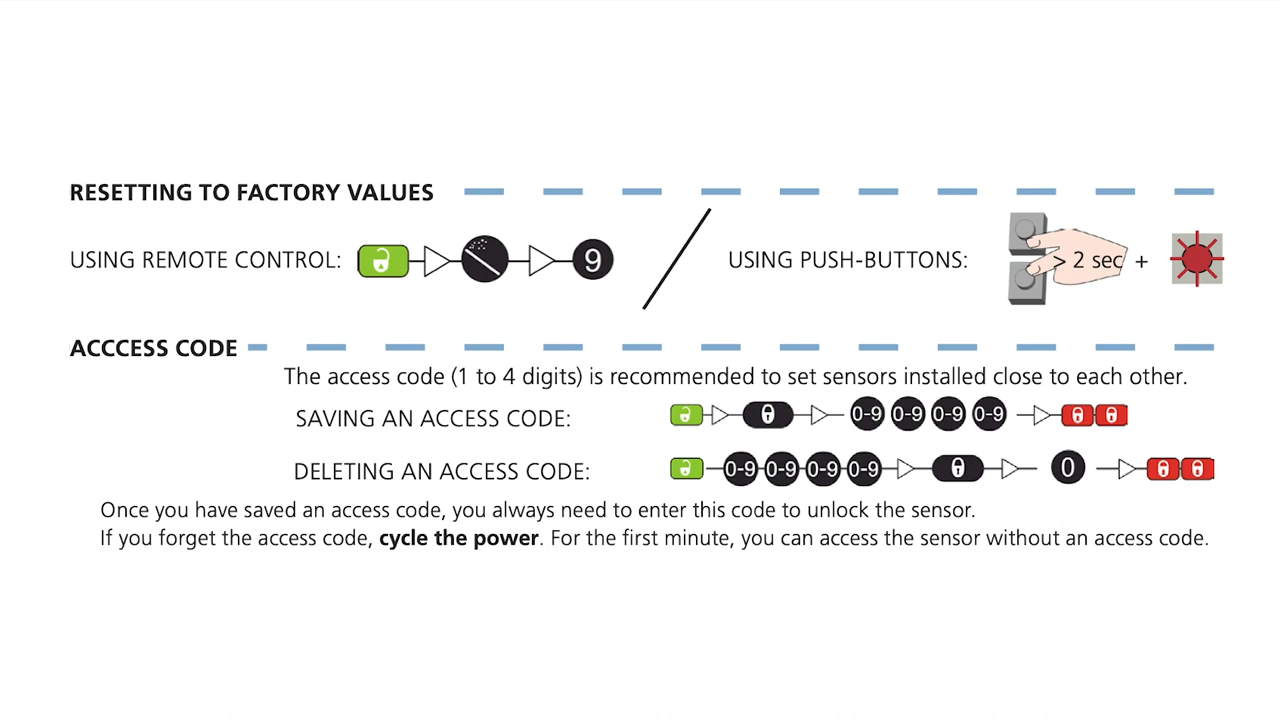 RESETTING TO FACTORY VALUES
USING REMOTE CONTROL: 9
USING PUSH-BUTTONS: > 2 sec +
ACCCESS CODE
The access code (1 to 4 digits) is recommended to set sensors installed close to each other.
SAVING AN ACCESS CODE: 0-9 0-9 0-9 0-9
DELETING AN ACCESS CODE: 0-9 0-9 0-9 0-9 0
Once you have saved an access code, you always need to enter this code to unlock the sensor.
If you forget the access code, cycle the power. For the first minute, you can access the sensor without an access code.